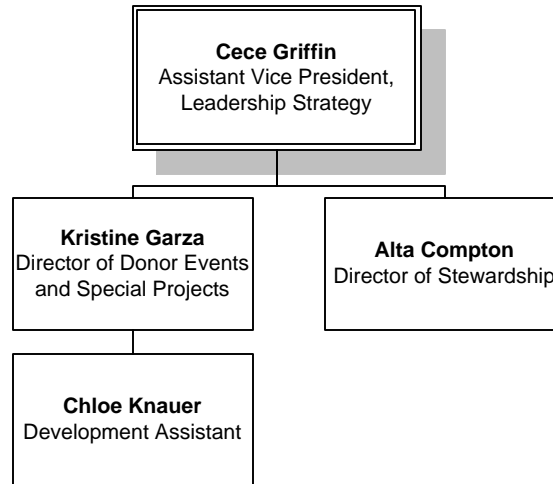 Cece Griffin
Assistant Vice President,
Leadership Strategy
Kristine Garza
Director of Donor Events
and Special Projects
Alta Compton
Director of Stewardship
Chloe Knauer
Development Assistant